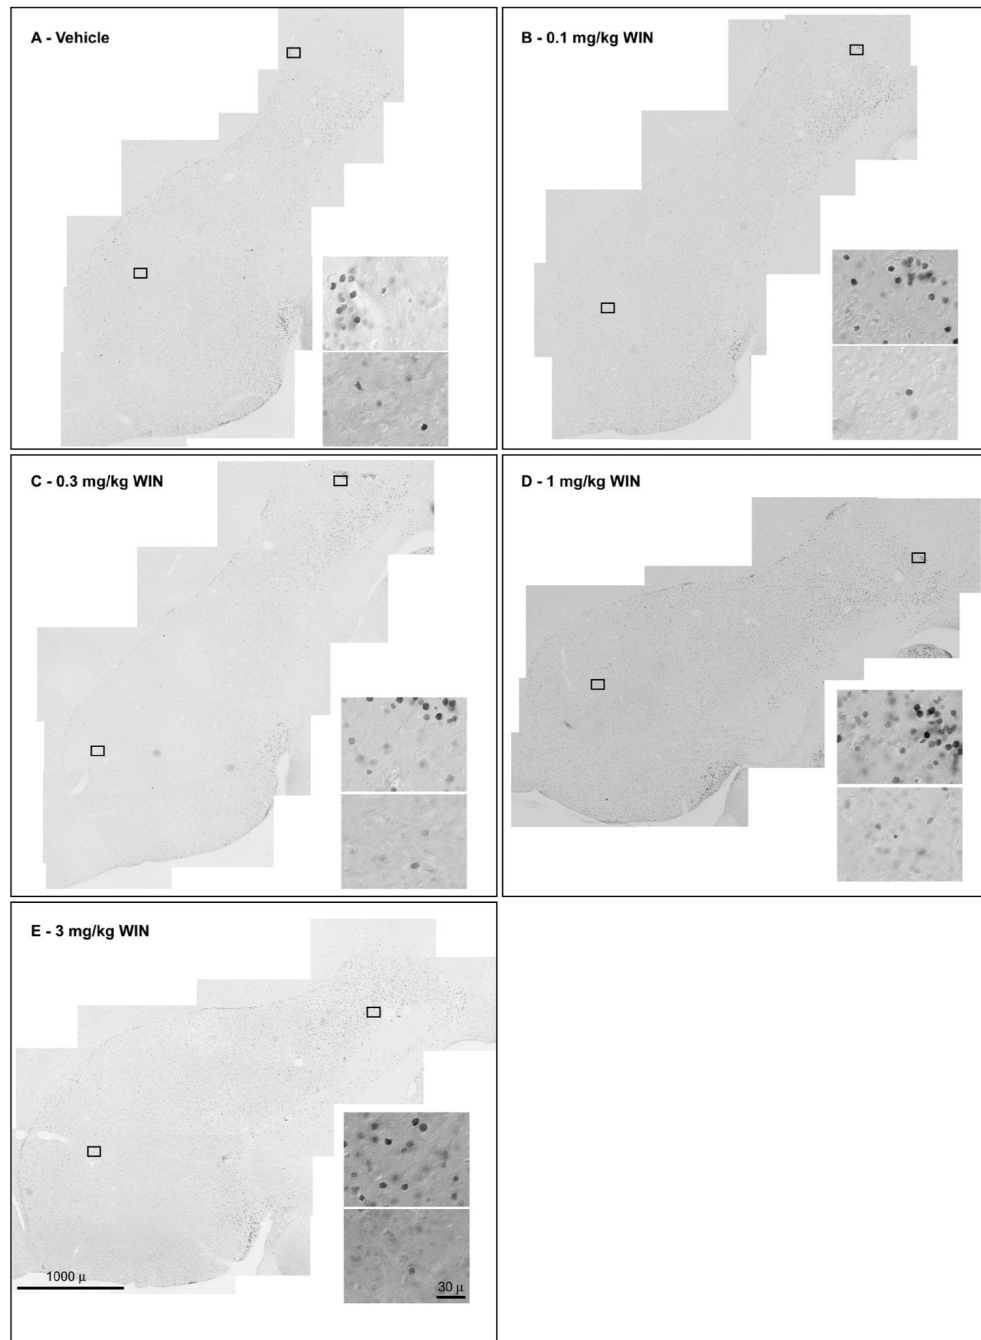 A - Vehicle
B - 0.1 mg/kg WIN
C - 0.3 mg/kg WIN
D - 1 mg/kg WIN
E - 3 mg/kg WIN
1000 μ
30 μ